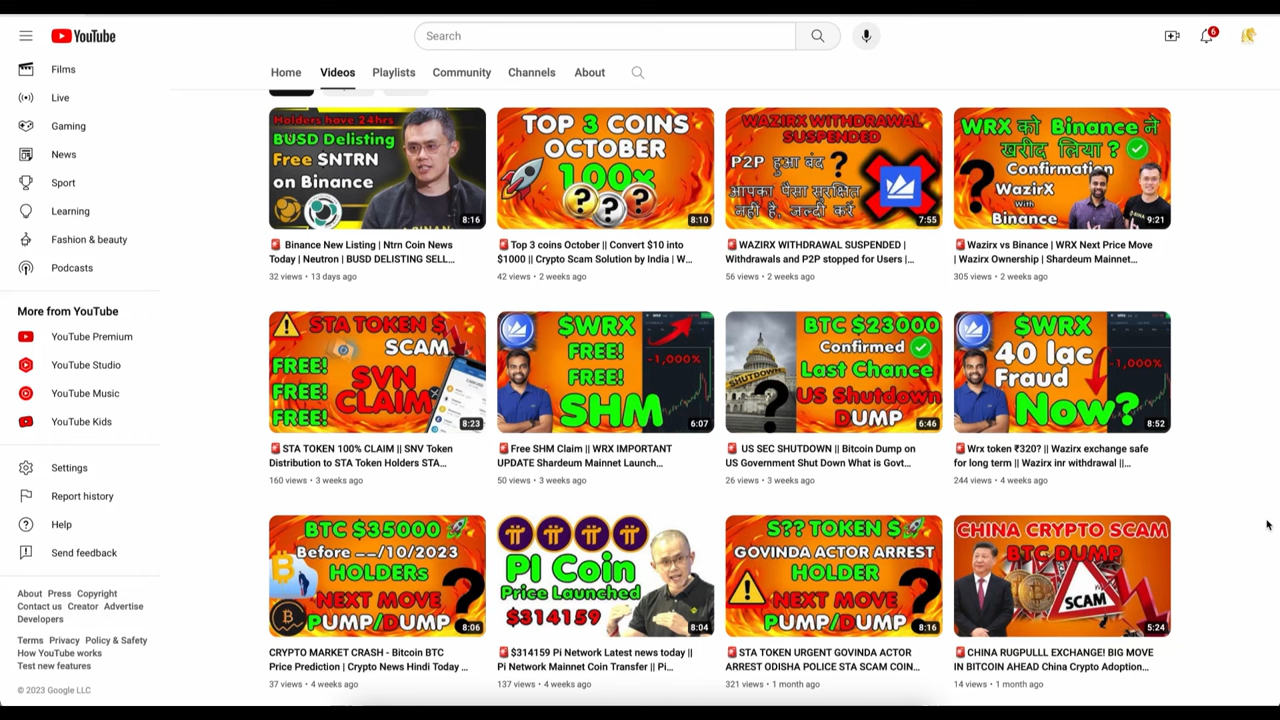 YouTube
Search
6
Films
Live
Gaming
News
Sport
Learning
Fashion & beauty
Podcasts
More from YouTube
YouTube Premium
YouTube Studio
YouTube Music
YouTube Kids
Settings
Report history
Help
Send feedback
About Press Copyright
Contact us Creator Advertise
Developers
Terms Privacy Policy & Safety
How YouTube works
Test new features
© 2023 Google LLC
Home Videos Playlists Community Channels About
Holders have 24hrs
BUSD Delisting
Free SNTRN
on Binance
8:16
Binance New Listing | Ntrn Coin News
Today | Neutron | BUSD DELISTING SELL...
32 views • 13 days ago
TOP 3 COINS
OCTOBER
100x
? ? ?
8:10
Top 3 coins October || Convert $10 into
$1000 || Crypto Scam Solution by India | W...
42 views • 2 weeks ago
WAZIRX WITHDRAWAL
SUSPENDED
P2P हुआ बंद ?
आपका पैसा सुरक्षित
नहीं है, जल्दी करें
7:55
WAZIRX WITHDRAWAL SUSPENDED |
Withdrawals and P2P stopped for Users |...
56 views • 2 weeks ago
WRX को Binance ने
खरीद लिया ?
Confirmation
? WazirX
With
Binance
9:21
Wazirx vs Binance | WRX Next Price Move
| Wazirx Ownership | Shardeum Mainnet...
305 views • 2 weeks ago
STA TOKEN $
SCAM
FREE!
FREE!
FREE!
SVN
CLAIM
8:23
STA TOKEN 100% CLAIM || SNV Token
Distribution to STA Token Holders STA...
160 views • 3 weeks ago
$WRX
FREE!
FREE!
SHM
-1,000%
6:07
Free SHM Claim || WRX IMPORTANT
UPDATE Shardeum Mainnet Launch...
50 views • 3 weeks ago
BTC $23000
Confirmed
Last Chance
US Shutdown
DUMP
SHUTDOWN
?
6:46
US SEC SHUTDOWN || Bitcoin Dump on
US Government Shut Down What is Govt...
26 views • 3 weeks ago
$WRX
40 lac
Fraud
Now?
-1,000%
8:52
Wrx token ₹320? || Wazirx exchange safe
for long term || Wazirx inr withdrawal ||...
244 views • 4 weeks ago
BTC $35000
Before --/10/2023
HOLDERs
NEXT MOVE
PUMP/DUMP
?
8:06
CRYPTO MARKET CRASH - Bitcoin BTC
Price Prediction | Crypto News Hindi Today ...
37 views • 4 weeks ago
PI Coin
Price Launched
$314159
8:04
$314159 Pi Network Latest news today ||
Pi Network Mainnet Coin Transfer || Pi...
137 views • 4 weeks ago
S?? TOKEN $
GOVINDA ACTOR ARREST
HOLDER
NEXT MOVE
PUMP/DUMP
?
8:16
STA TOKEN URGENT GOVINDA ACTOR
ARREST ODISHA POLICE STA SCAM COIN...
321 views • 1 month ago
CHINA CRYPTO SCAM
BTC DUMP
SCAM
5:24
CHINA RUGPULLL EXCHANGE! BIG MOVE
IN BITCOIN AHEAD China Crypto Adoption...
14 views • 1 month ago